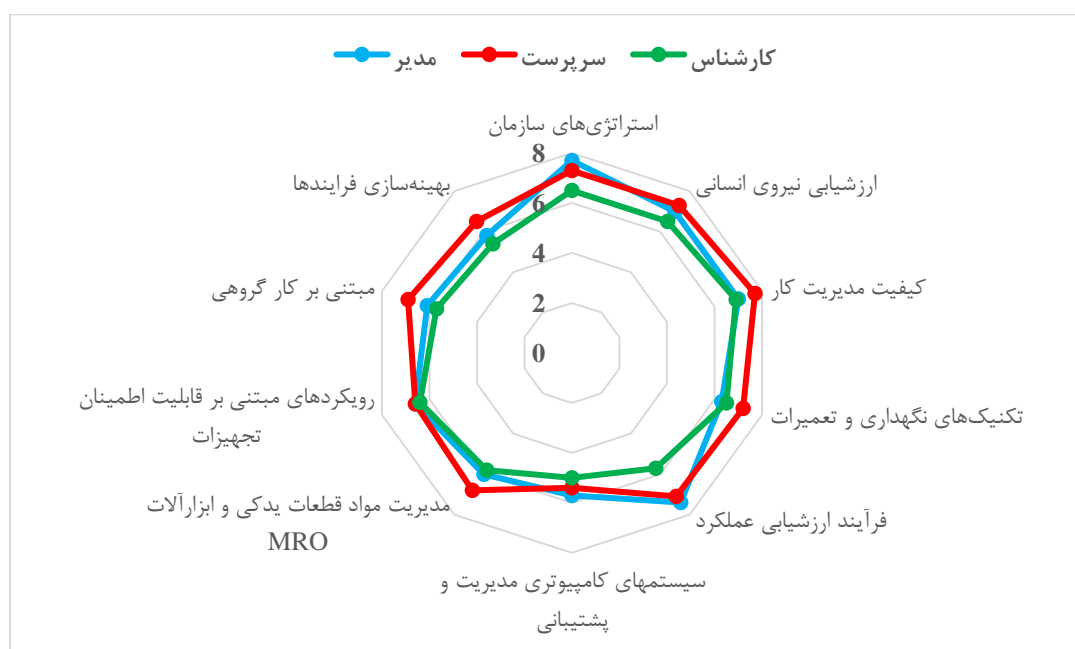 مدیر سرپرست کارشناس
استراتژی‌های سازمان
8
ارزشیابی نیروی انسانی
بهینه‌سازی فرایندها
6
کیفیت مدیریت کار
مبتنی بر کار گروهی
4
2
0
تکنیک‌های نگهداری و تعمیرات
رویکردهای مبتنی بر قابلیت اطمینان
تجهیزات
فرآیند ارزشیابی عملکرد
مدیریت مواد قطعات یدکی و ابزارآلات
MRO
سیستمهای کامپیوتری مدیریت و
پشتیبانی